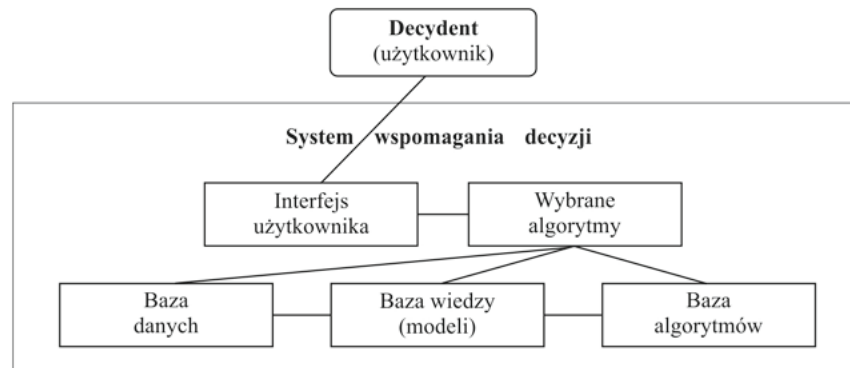 Decydent
(użytkownik)
System wspomagania decyzji
Interfejs
użytkownika
Wybrane
algorytmy
Baza
danych
Baza wiedzy
(modeli)
Baza
algorytmów